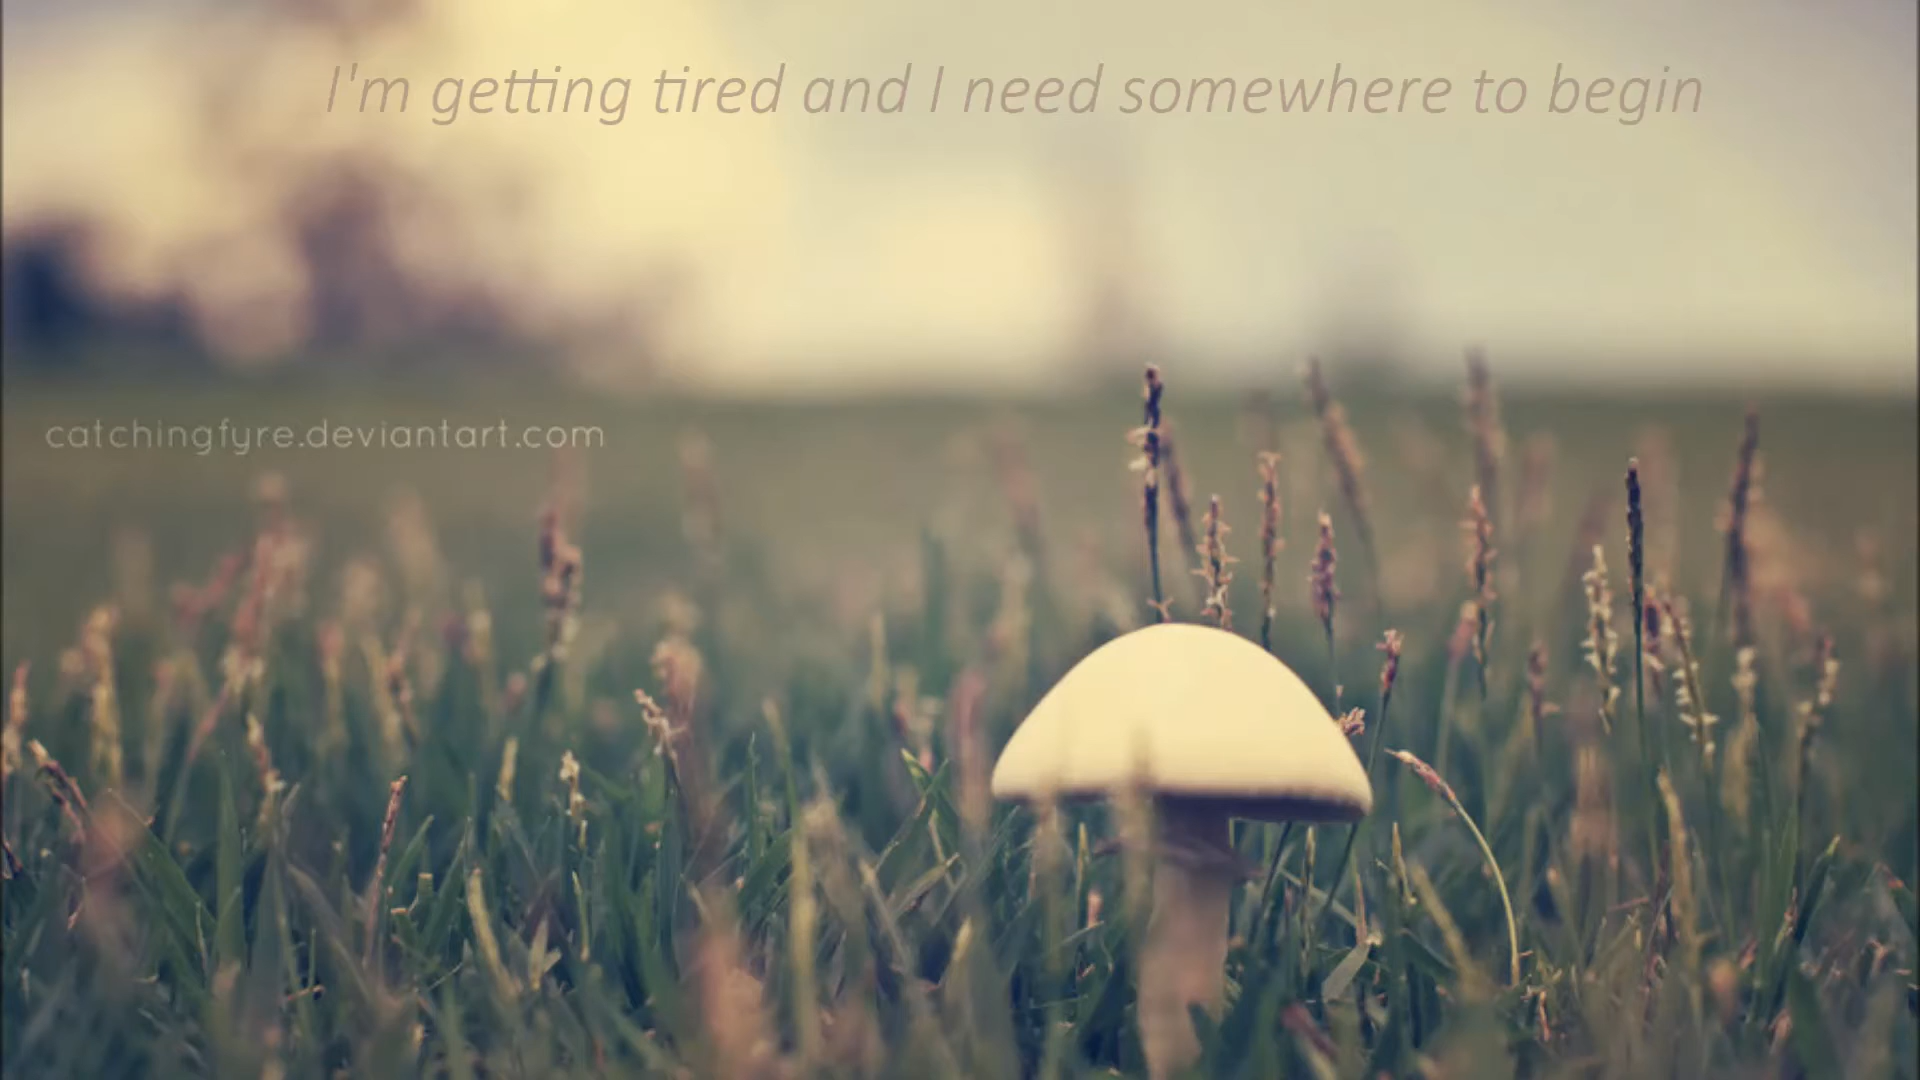 I'm getting tired and I need somewhere to begin
catchingfyre.deviantart.com